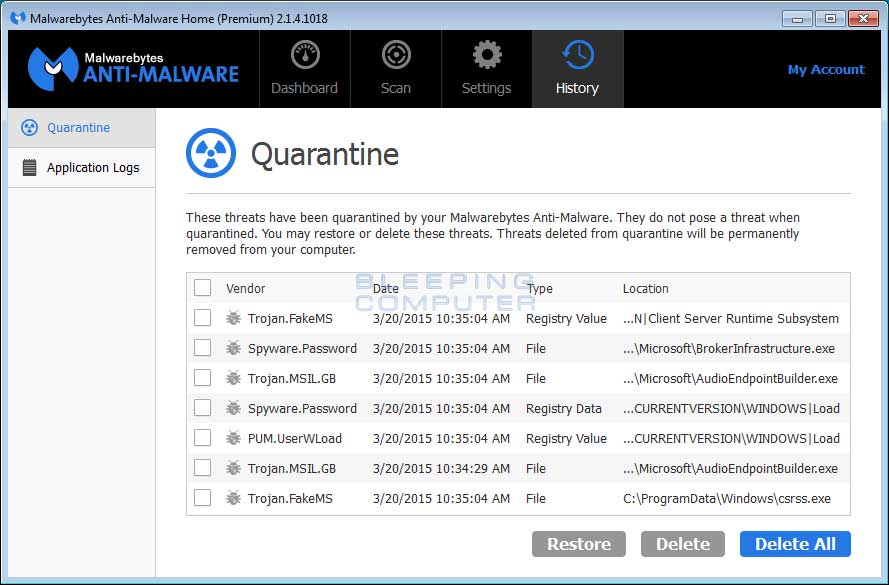 Malwarebytes Anti-Malware Home (Premium) 2.1.4.1018
Malwarebytes
ANTI-MALWARE
Dashboard
Scan
Settings
History
My Account
Quarantine
Application Logs
Quarantine
These threats have been quarantined by your Malwarebytes Anti-Malware. They do not pose a threat when
quarantined. You may restore or delete these threats. Threats deleted from quarantine will be permanently
removed from your computer.
BLEEPING
COMPUTER
Vendor Date Type Location
Trojan.FakeMS 3/20/2015 10:35:04 AM Registry Value ...N|Client Server Runtime Subsystem
Spyware.Password 3/20/2015 10:35:04 AM File ...\Microsoft\BrokerInfrastructure.exe
Trojan.MSIL.GB 3/20/2015 10:35:04 AM File ...\Microsoft\AudioEndpointBuilder.exe
Spyware.Password 3/20/2015 10:35:04 AM Registry Data ...CURRENTVERSION\WINDOWS|Load
PUM.UserWLoad 3/20/2015 10:35:04 AM Registry Value ...CURRENTVERSION\WINDOWS|Load
Trojan.MSIL.GB 3/20/2015 10:34:29 AM File ...\Microsoft\AudioEndpointBuilder.exe
Trojan.FakeMS 3/20/2015 10:35:04 AM File C:\ProgramData\Windows\csrss.exe
Restore
Delete
Delete All